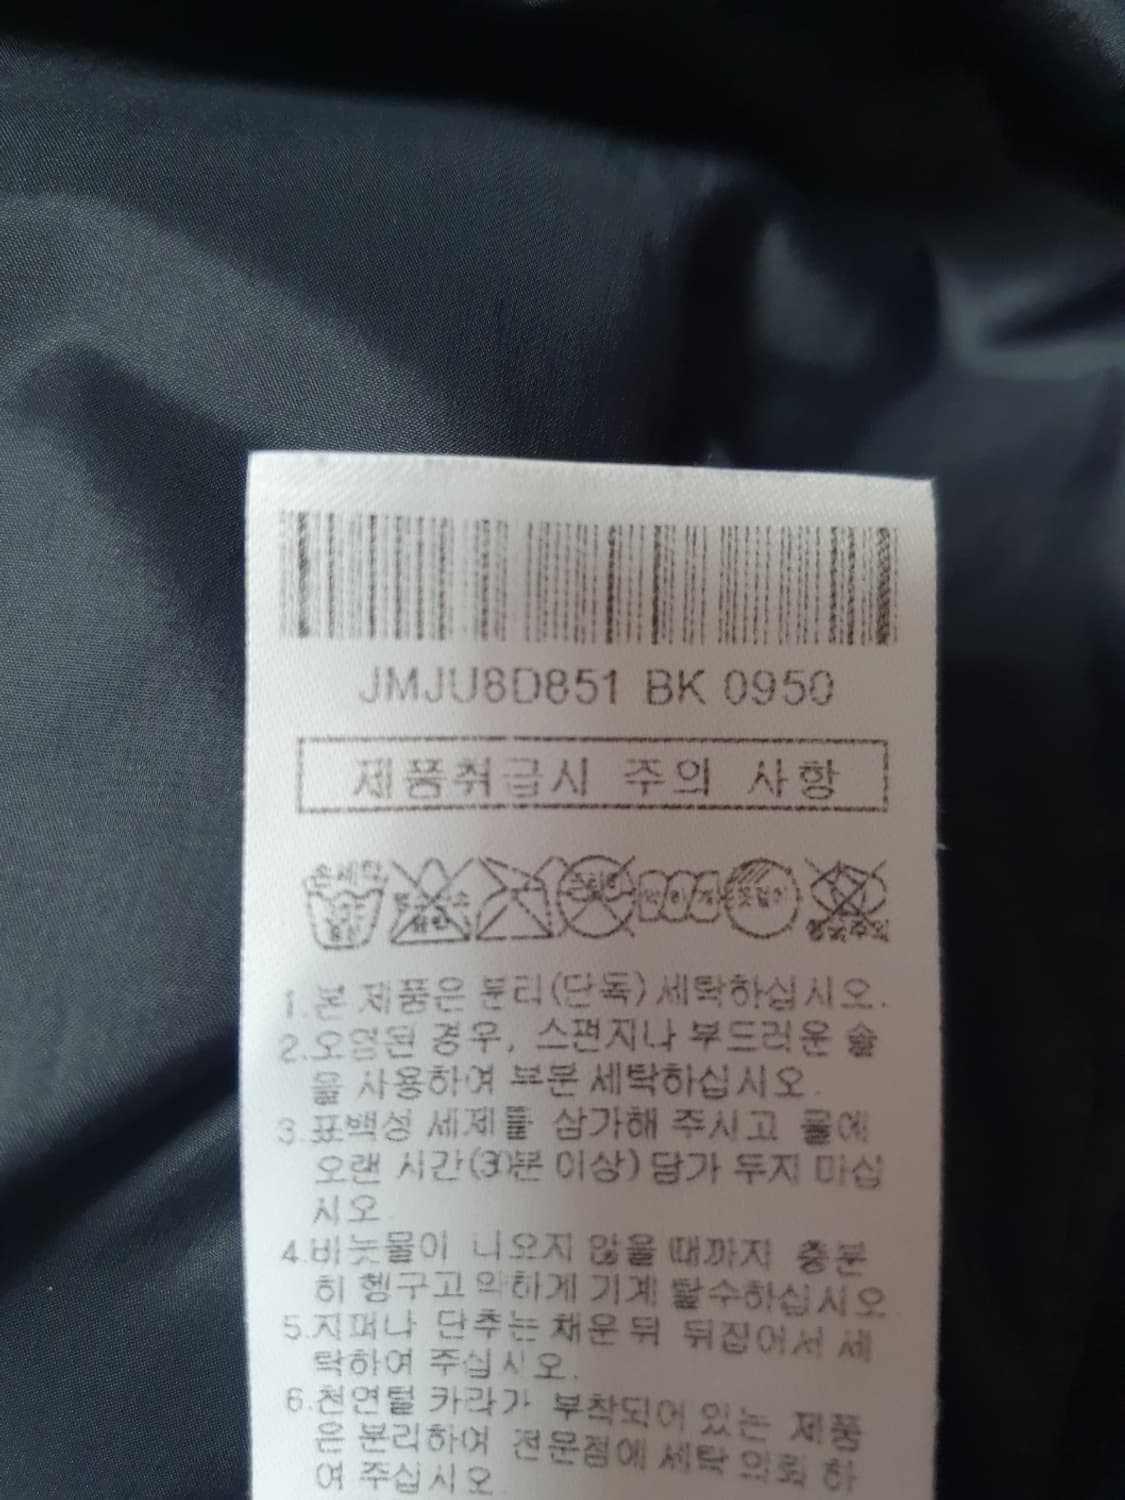 JMJU8D851 BK 0950
제품취급시 주의 사항
손세탁
약하게
1.본 제품은 분리(단독)세탁하십시오.
2.오염된 경우, 스펀지나 부드러운 솔
을 사용하여 부분세탁하십시오.
3.표백성 세제를 삼가해 주시고 물에
오랜 시간(30분 이상) 담가 두지 마십
시오
4.비눗물이 나오지 않을 때까지 충분
히 헹구고 약하게 기계 탈수하십시오
5.지퍼나 단추는 채운 뒤 뒤집어서 세
탁하여 주십시오.
6.천연털 카라가 부착되어 있는 제품
은 분리하여 전문점에 세탁 의뢰 하
여 주십시오